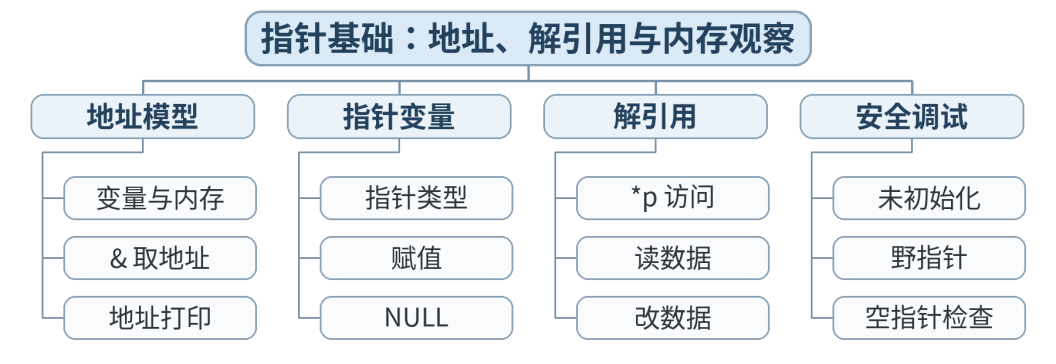 指针基础：地址、解引用与内存观察
地址模型
变量与内存
& 取地址
地址打印
指针变量
指针类型
赋值
NULL
解引用
*p 访问
读数据
改数据
安全调试
未初始化
野指针
空指针检查